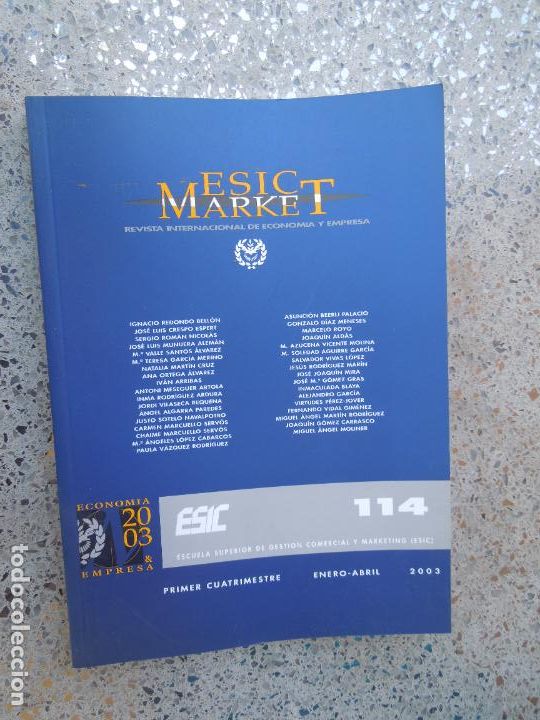 ESIC
MARKET
REVISTA INTERNACIONAL DE ECONOMIA Y EMPRESA
IGNACIO REDONDO BELLÓN
JOSÉ LUIS CRESPO ESPERT
SERGIO ROMÁN NICOLÁS
JOSÉ LUIS MUNUERA ALEMÁN
M.ª VALLE SANTOS ÁLVAREZ
M.ª TERESA GARCÍA MERINO
NATALIA MARTÍN CRUZ
ANA ORTEGA ÁLVAREZ
IVÁN ARRIBAS
ANTONI MESEGUER ARTOLA
INMA RODRÍGUEZ ARDURA
JORDI VILASECA REQUENA
ANGEL ALGARRA PAREDES
JUSTO SOTELO NAVALPOTRO
CARMEN MARCUELLO SERVÓS
CHAIME MARCUELLO SERVÓS
M.ª ÁNGELES LÓPEZ CABARCOS
PAULA VÁZQUEZ RODRÍGUEZ
ASUNCIÓN BEERLI PALACIO
GONZALO DÍAZ MENESES
MARCELO ROYO
JOAQUÍN ALDÁS
M. AZUCENA VICENTE MOLINA
M. SOLEDAD AGUIRRE GARCÍA
SALVADOR VIVAS LÓPEZ
JESÚS RODRÍGUEZ MARÍN
JOSÉ JOAQUÍN MIRA
JOSÉ M.ª GÓMEZ GRAS
INMACULADA BLAYA
ALEJANDRO GARCÍA
VIRTUDES PÉREZ-JOVER
FERNANDO VIDAL GIMÉNEZ
MIGUEL ÁNGEL MARTÍN RODRÍGUEZ
JOAQUÍN GÓMEZ CARRASCO
MIGUEL ÁNGEL MOLINER
ECONOMIA
20
03
&
EMPRESA
ESIC
114
ESCUELA SUPERIOR DE GESTION COMERCIAL Y MARKETING (ESIC)
PRIMER CUATRIMESTRE ENERO-ABRIL 2003
todocoleccion.net